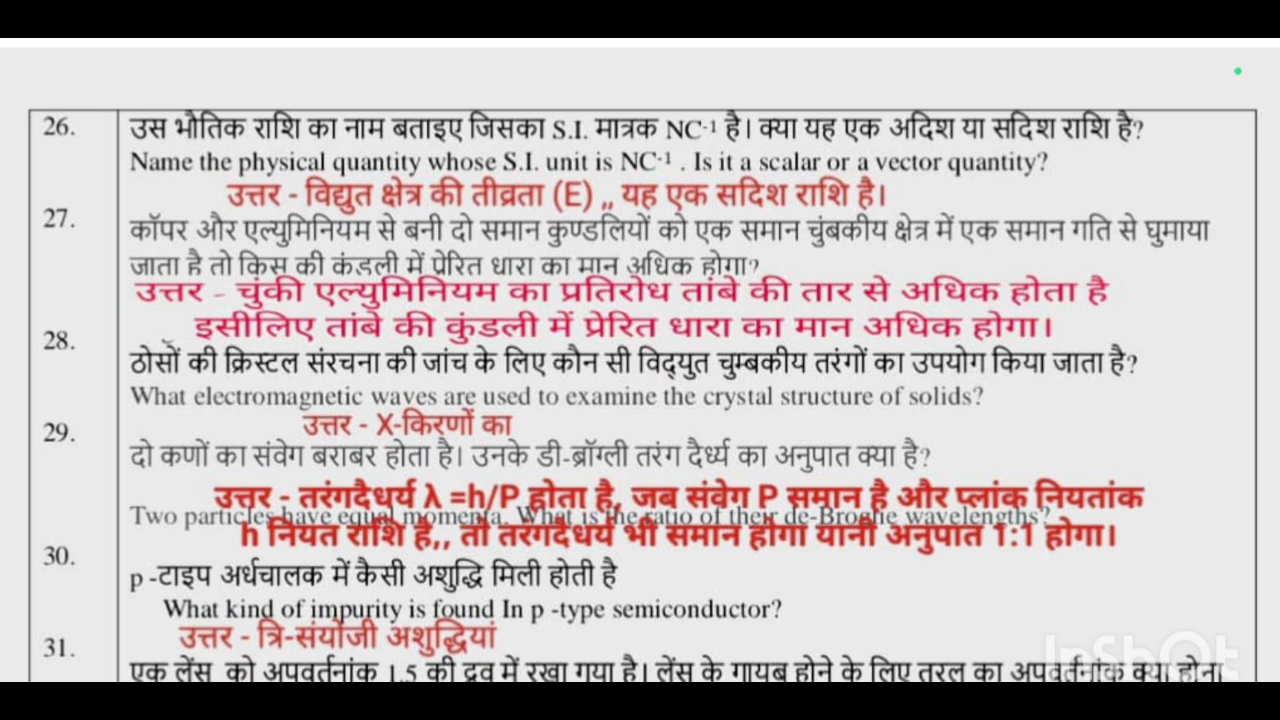 26.
उस भौतिक राशि का नाम बताइए जिसका S.I. मात्रक NC-1 है। क्या यह एक अदिश या सदिश राशि है?
Name the physical quantity whose S.I. unit is NC-1 . Is it a scalar or a vector quantity?
उत्तर - विद्युत क्षेत्र की तीव्रता (E) ,, यह एक सदिश राशि है।
27.
कॉपर और एल्युमिनियम से बनी दो समान कुण्डलियों को एक समान चुंबकीय क्षेत्र में एक समान गति से घुमाया
जाता है तो किस की कंडली में प्रेरित धारा का मान अधिक होगा?
उत्तर - चुंकी एल्युमिनियम का प्रतिरोध तांबे की तार से अधिक होता है
इसीलिए तांबे की कुंडली में प्रेरित धारा का मान अधिक होगा।
28.
ठोसों की क्रिस्टल संरचना की जांच के लिए कौन सी विद्युत चुम्बकीय तरंगों का उपयोग किया जाता है?
What electromagnetic waves are used to examine the crystal structure of solids?
उत्तर - X-किरणों का
29.
दो कणों का संवेग बराबर होता है। उनके डी-ब्रॉग्ली तरंग दैर्ध्य का अनुपात क्या है?
उत्तर - तरंगदैधर्य λ =h/P होता है, जब संवेग P समान है और प्लांक नियतांक
Two particles have equal momenta. What is the ratio of their de-Broglie wavelengths?
h नियत राशि है,, तो तरंगदैधर्य भी समान होगा यानी अनुपात 1:1 होगा।
30.
p -टाइप अर्धचालक में कैसी अशुद्धि मिली होती है
What kind of impurity is found In p -type semiconductor?
उत्तर - त्रि-संयोजी अशुद्धियां
31.
एक लेंस को अपवर्तनांक 1.5 की द्रव में रखा गया है। लेंस के गायब होने के लिए तरल का अपवर्तनांक क्या होना
InShOt